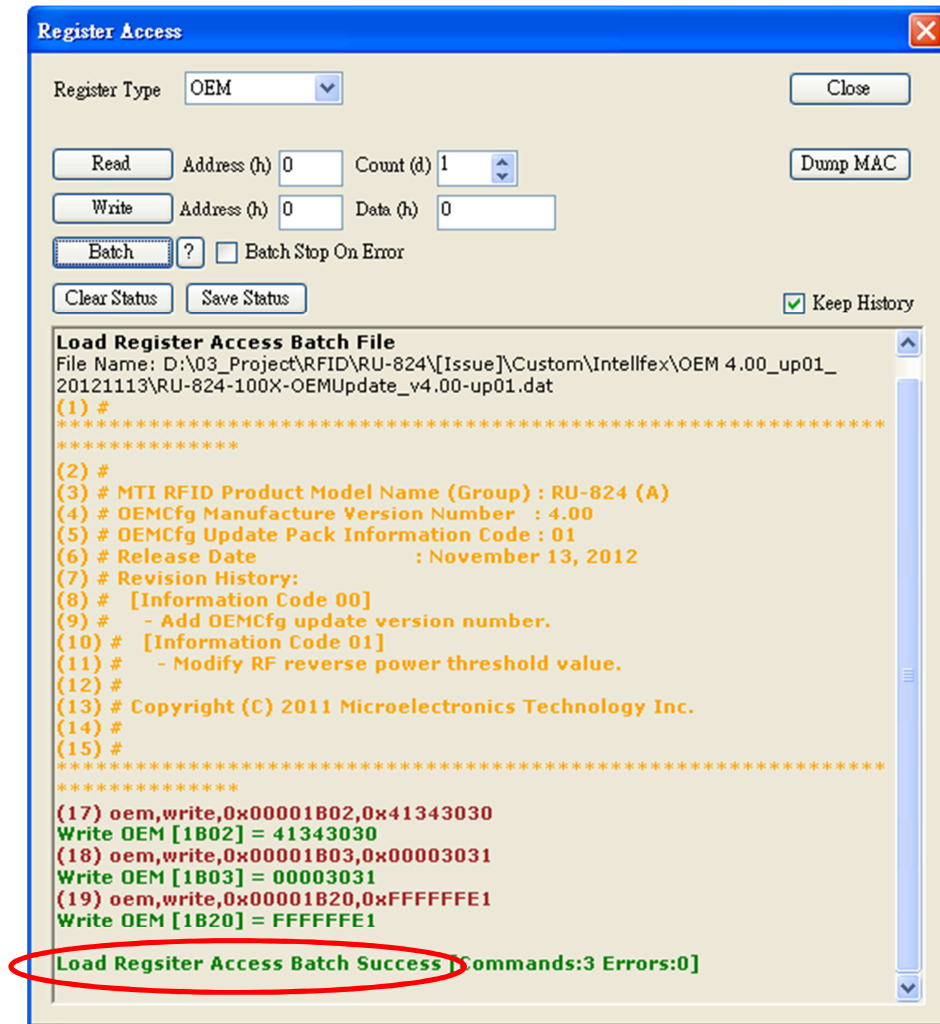 Register Access
Register Type OEM Close
Read Address (h) 0 Count (d) 1 Dump MAC
Write Address (h) 0 Data (h) 0
Batch ? Batch Stop On Error
Clear Status Save Status Keep History
Load Register Access Batch File
File Name: D:\03_Project\RFID\RU-824\[Issue]\Custom\Intellfex\OEM 4.00_up01_
20121113\RU-824-100X-OEMUpdate_v4.00-up01.dat
(1) #
****************************************************************
**************
(2) #
(3) # MTI RFID Product Model Name (Group) : RU-824 (A)
(4) # OEMCfg Manufacture Version Number : 4.00
(5) # OEMCfg Update Pack Information Code : 01
(6) # Release Date : November 13, 2012
(7) # Revision History:
(8) # [Information Code 00]
(9) # - Add OEMCfg update version number.
(10) # [Information Code 01]
(11) # - Modify RF reverse power threshold value.
(12) #
(13) # Copyright (C) 2011 Microelectronics Technology Inc.
(14) #
(15) #
****************************************************************
**************
(17) oem,write,0x00001B02,0x41343030
Write OEM [1B02] = 41343030
(18) oem,write,0x00001B03,0x00003031
Write OEM [1B03] = 00003031
(19) oem,write,0x00001B20,0xFFFFFFE1
Write OEM [1B20] = FFFFFFE1
Load Regsiter Access Batch Success [Commands:3 Errors:0]